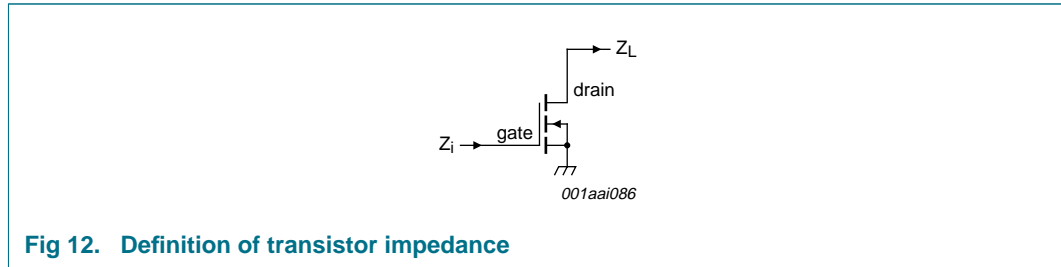 Z_L
drain
gate
Z_i
001aai086
Fig 12. Definition of transistor impedance